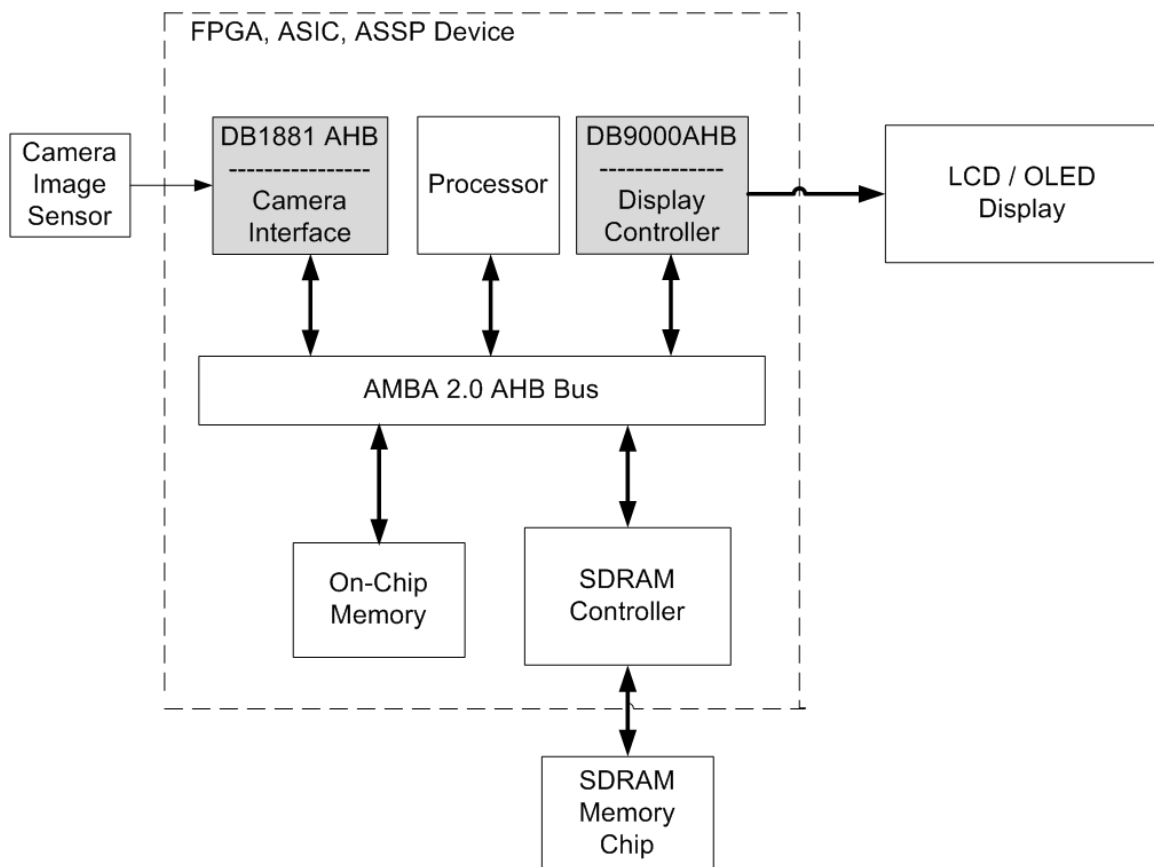 FPGA, ASIC, ASSP Device
Camera
Image
Sensor
DB1881 AHB
Camera
Interface
Processor
DB9000AHB
Display
Controller
LCD / OLED
Display
AMBA 2.0 AHB Bus
On-Chip
Memory
SDRAM
Controller
SDRAM
Memory
Chip